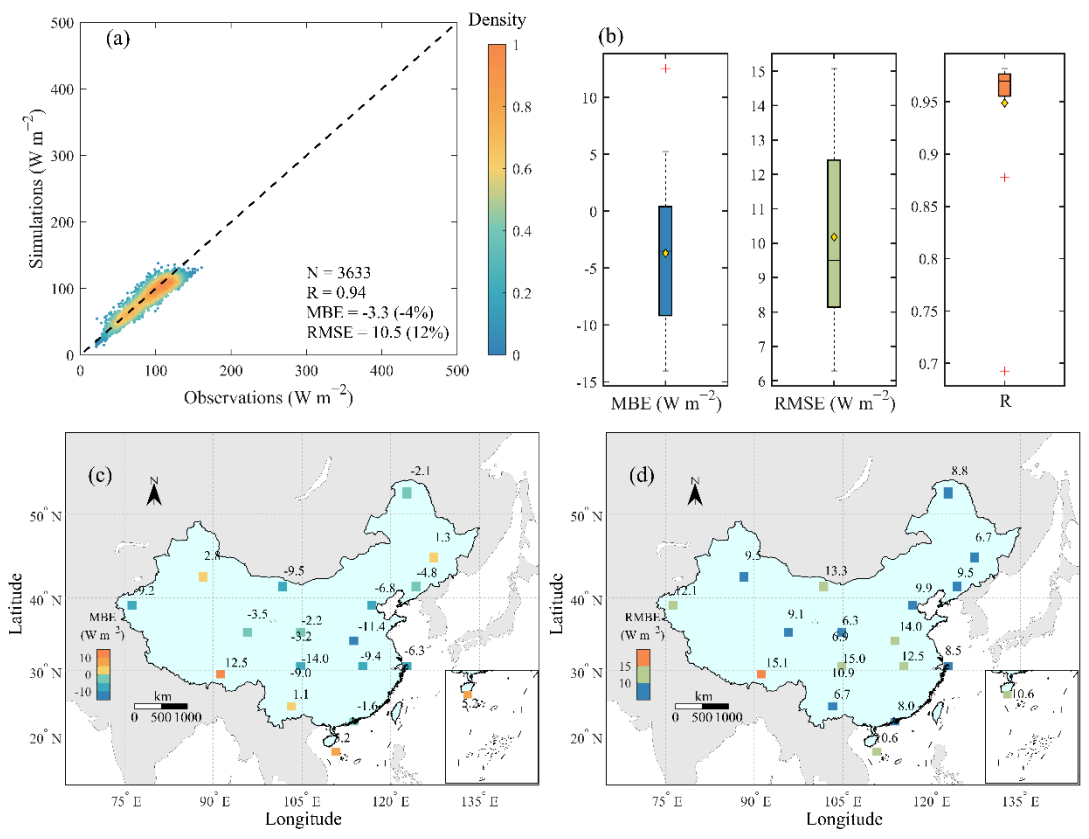 (a)
Density
500
400
300
200
100
0
0
100
200
300
400
500
Simulations (W m−2)
Observations (W m−2)
N = 3633
R = 0.94
MBE = -3.3 (-4%)
RMSE = 10.5 (12%)
1
0.8
0.6
0.4
0.2
0
(b)
10
5
0
-5
-10
-15
MBE (W m−2)
15
14
13
12
11
10
9
8
7
6
RMSE (W m−2)
0.95
0.9
0.85
0.8
0.75
0.7
R
(c)
N
-2.1
1.3
2.8
-9.5
-4.8
-9.2
-6.8
-3.5
-2.2
-3.2
-11.4
12.5
-14.0
-9.4
-6.3
-9.0
1.1
-1.6
5.2
5.2
MBE
(W m−2)
10
0
-10
km
0 500 1000
50° N
40° N
30° N
20° N
75° E
90° E
105° E
120° E
135° E
Latitude
Longitude
(d)
N
8.8
6.7
9.5
13.3
9.5
12.1
9.9
9.1
6.3
6.9
14.0
15.1
15.0
12.5
8.5
10.9
6.7
8.0
10.6
10.6
RMBE
(W m−2)
15
10
km
0 500 1000
50° N
40° N
30° N
20° N
75° E
90° E
105° E
120° E
135° E
Latitude
Longitude